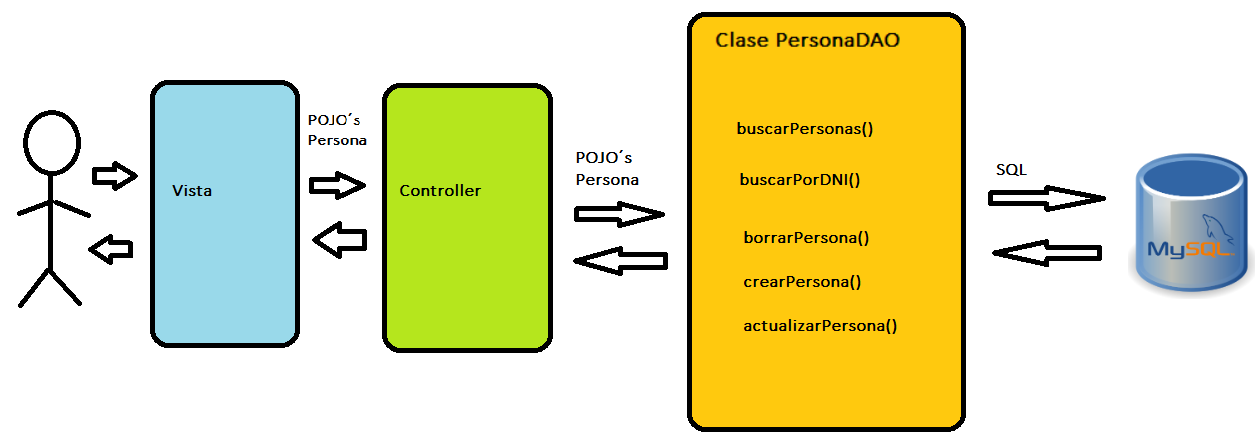 Clase PersonaDAO
POJO´s
Persona
Vista
Controller
POJO´s
Persona
buscarPersonas()
buscarPorDNI()
borrarPersona()
crearPersona()
actualizarPersona()
SQL
MySQL